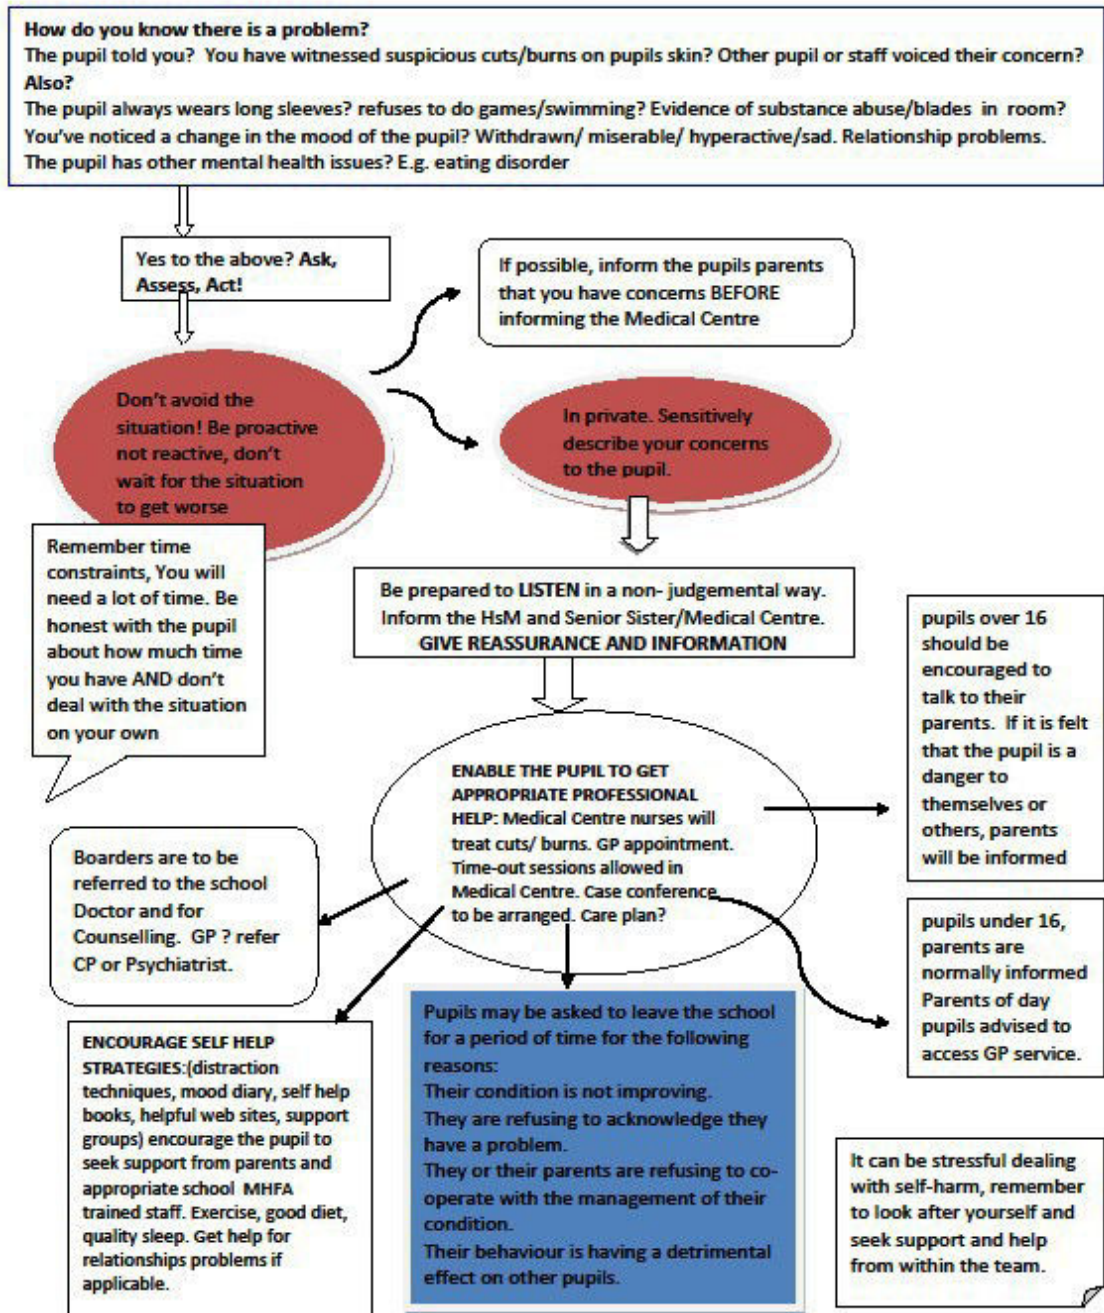 How do you know there is a problem?
The pupil told you? You have witnessed suspicious cuts/burns on pupils skin? Other pupil or staff voiced their concern?
Also?
The pupil always wears long sleeves? refuses to do games/swimming? Evidence of substance abuse/blades in room?
You've noticed a change in the mood of the pupil? Withdrawn/ miserable/ hyperactive/sad. Relationship problems.
The pupil has other mental health issues? E.g. eating disorder
Yes to the above? Ask,
Assess, Act!
If possible, inform the pupils parents
that you have concerns BEFORE
informing the Medical Centre
Don't avoid the
situation! Be proactive
not reactive, don't
wait for the situation
to get worse
In private. Sensitively
describe your concerns
to the pupil.
Remember time
constraints, You will
need a lot of time. Be
honest with the pupil
about how much time
you have AND don't
deal with the situation
on your own
Be prepared to LISTEN in a non- judgemental way.
Inform the HsM and Senior Sister/Medical Centre.
GIVE REASSURANCE AND INFORMATION
pupils over 16
should be
encouraged to
talk to their
parents. If it is felt
that the pupil is a
danger to
themselves or
others, parents
will be informed
ENABLE THE PUPIL TO GET
APPROPRIATE PROFESSIONAL
HELP: Medical Centre nurses will
treat cuts/ burns. GP appointment.
Time-out sessions allowed in
Medical Centre. Case conference
to be arranged. Care plan?
Boarders are to be
referred to the school
Doctor and for
Counselling. GP ? refer
CP or Psychiatrist.
pupils under 16,
parents are
normally informed
Parents of day
pupils advised to
access GP service.
ENCOURAGE SELF HELP
STRATEGIES:(distraction
techniques, mood diary, self help
books, helpful web sites, support
groups) encourage the pupil to
seek support from parents and
appropriate school MHFA
trained staff. Exercise, good diet,
quality sleep. Get help for
relationships problems if
applicable.
Pupils may be asked to leave the school
for a period of time for the following
reasons:
Their condition is not improving.
They are refusing to acknowledge they
have a problem.
They or their parents are refusing to co-
operate with the management of their
condition.
Their behaviour is having a detrimental
effect on other pupils.
It can be stressful dealing
with self-harm, remember
to look after yourself and
seek support and help
from within the team.